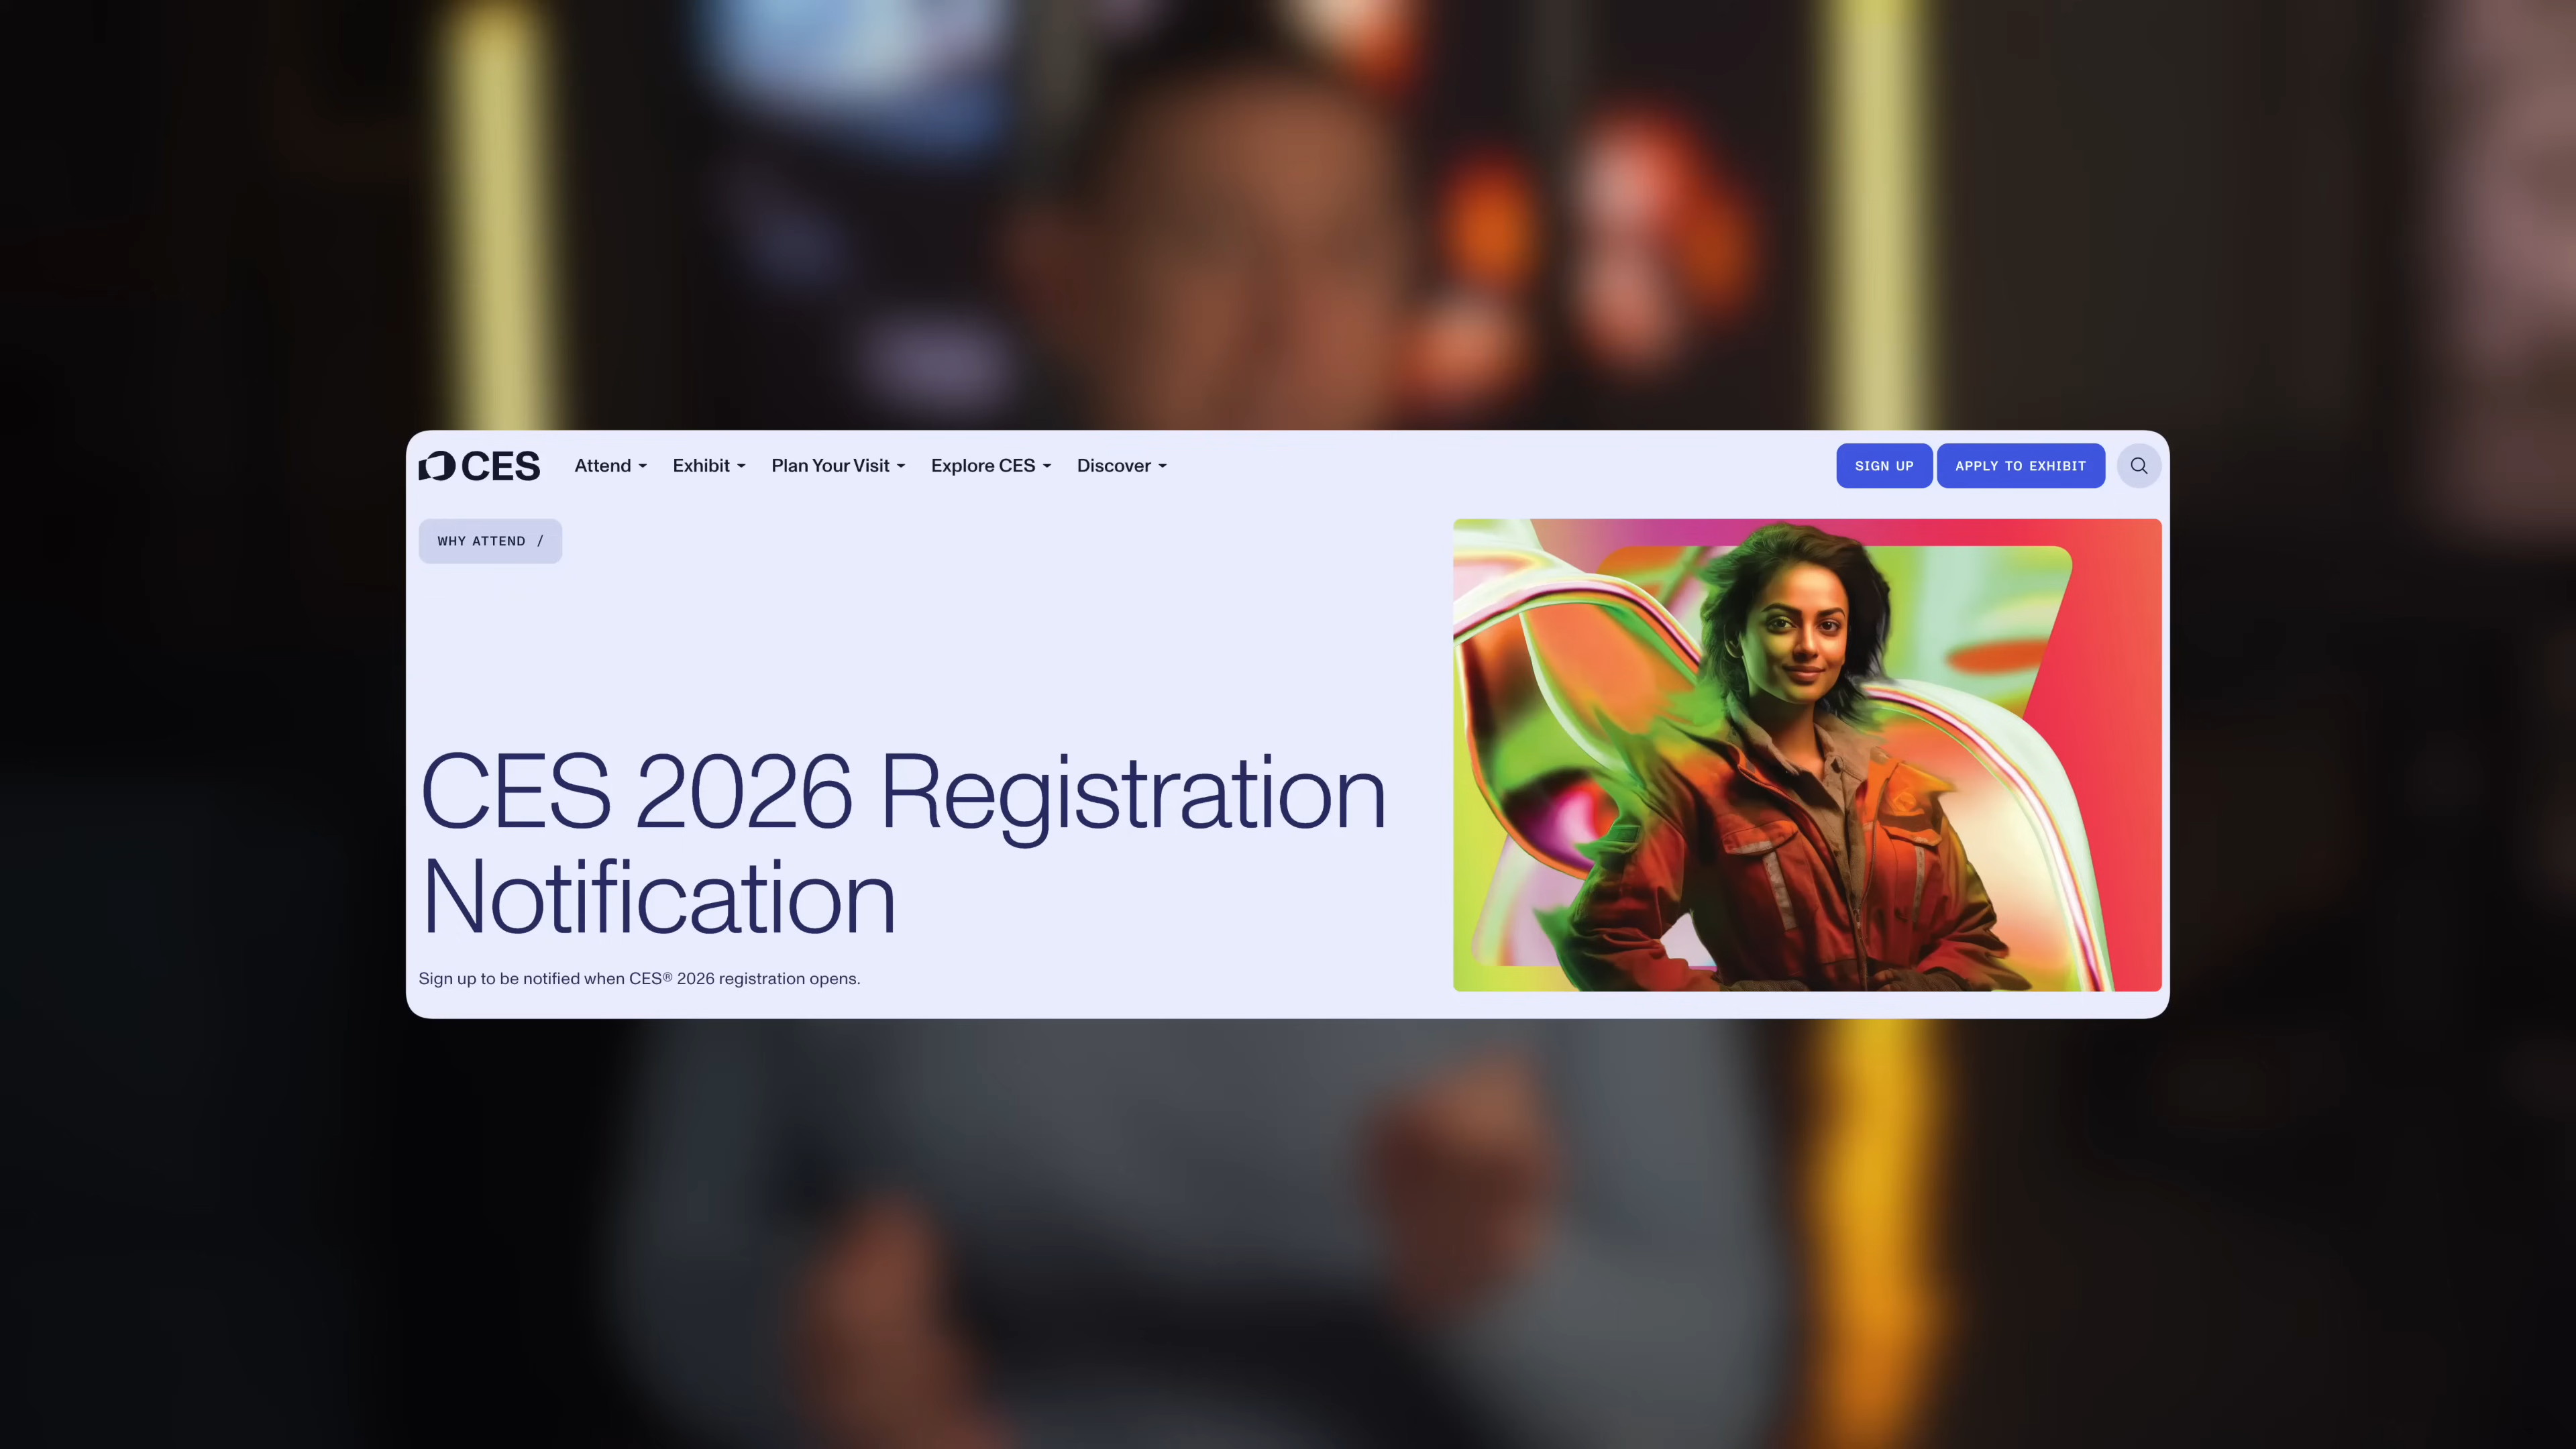 CES
Attend
Exhibit
Plan Your Visit
Explore CES
Discover
SIGN UP
APPLY TO EXHIBIT
WHY ATTEND /
CES 2026 Registration
Notification
Sign up to be notified when CES® 2026 registration opens.